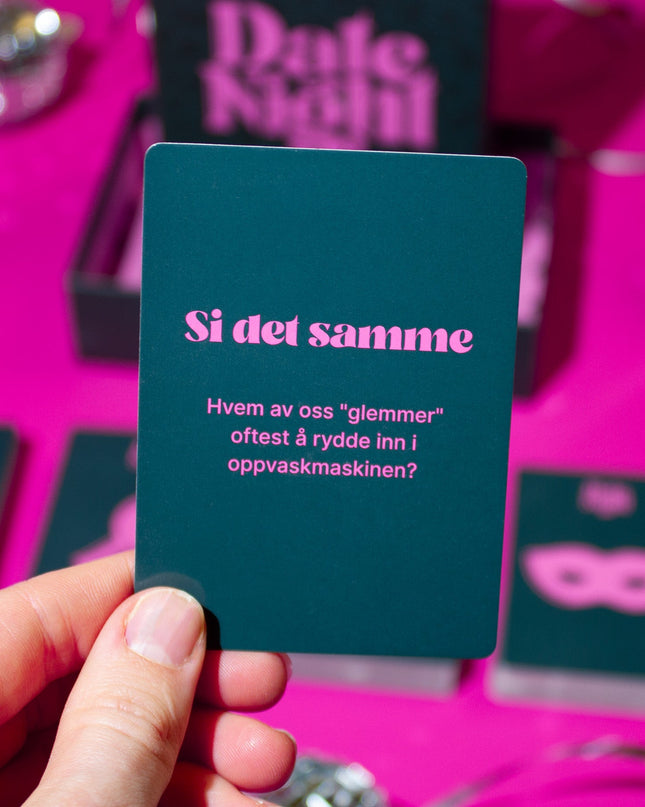 Date
Night
Si det samme
Hvem av oss "glemmer"
oftest å rydde inn i
oppvaskmaskinen?